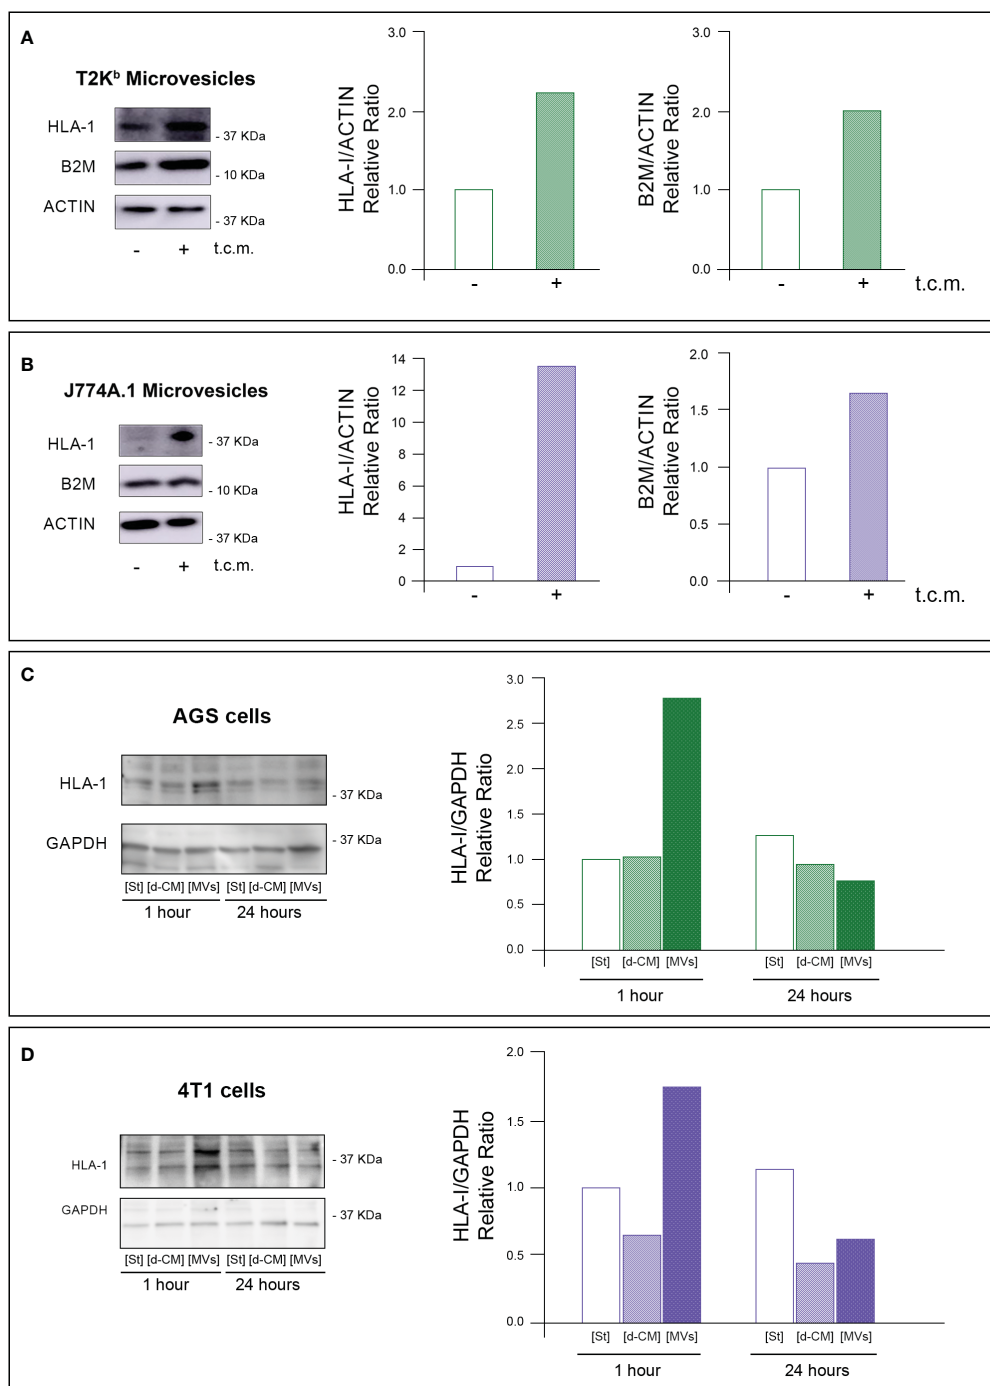 A
T2Kᵇ Microvesicles
HLA-1
- 37 KDa
B2M
- 10 KDa
ACTIN
- 37 KDa
- + t.c.m.
HLA-I/ACTIN
Relative Ratio
3.0
2.0
1.0
0.0
- +
B2M/ACTIN
Relative Ratio
3.0
2.0
1.0
0.0
- + t.c.m.
B
J774A.1 Microvesicles
HLA-1
- 37 KDa
B2M
- 10 KDa
ACTIN
- 37 KDa
- + t.c.m.
HLA-I/ACTIN
Relative Ratio
14
12
10
8
6
4
2
0
- +
B2M/ACTIN
Relative Ratio
2.0
1.5
1.0
0.5
0.0
- + t.c.m.
C
AGS cells
HLA-1
- 37 KDa
GAPDH
- 37 KDa
[St] [d-CM] [MVs] [St] [d-CM] [MVs]
1 hour 24 hours
HLA-I/GAPDH
Relative Ratio
3.0
2.5
2.0
1.5
1.0
0.5
0.0
[St] [d-CM] [MVs] [St] [d-CM] [MVs]
1 hour 24 hours
D
4T1 cells
HLA-1
- 37 KDa
GAPDH
- 37 KDa
[St] [d-CM] [MVs] [St] [d-CM] [MVs]
1 hour 24 hours
HLA-I/GAPDH
Relative Ratio
2.0
1.5
1.0
0.5
0.0
[St] [d-CM] [MVs] [St] [d-CM] [MVs]
1 hour 24 hours